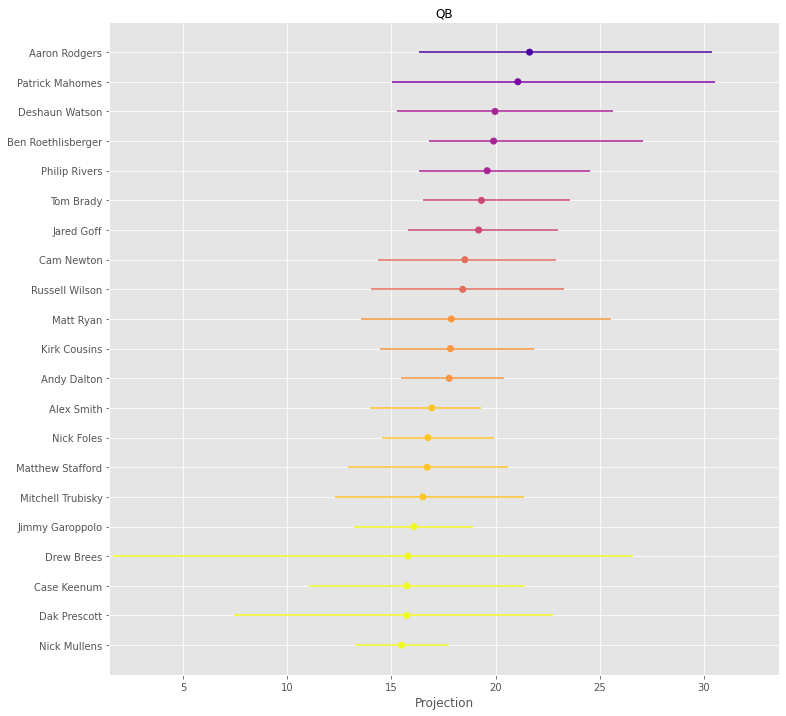 QB
Aaron Rodgers
Patrick Mahomes
Deshaun Watson
Ben Roethlisberger
Philip Rivers
Tom Brady
Jared Goff
Cam Newton
Russell Wilson
Matt Ryan
Kirk Cousins
Andy Dalton
Alex Smith
Nick Foles
Matthew Stafford
Mitchell Trubisky
Jimmy Garoppolo
Drew Brees
Case Keenum
Dak Prescott
Nick Mullens
5 10 15 20 25 30
Projection